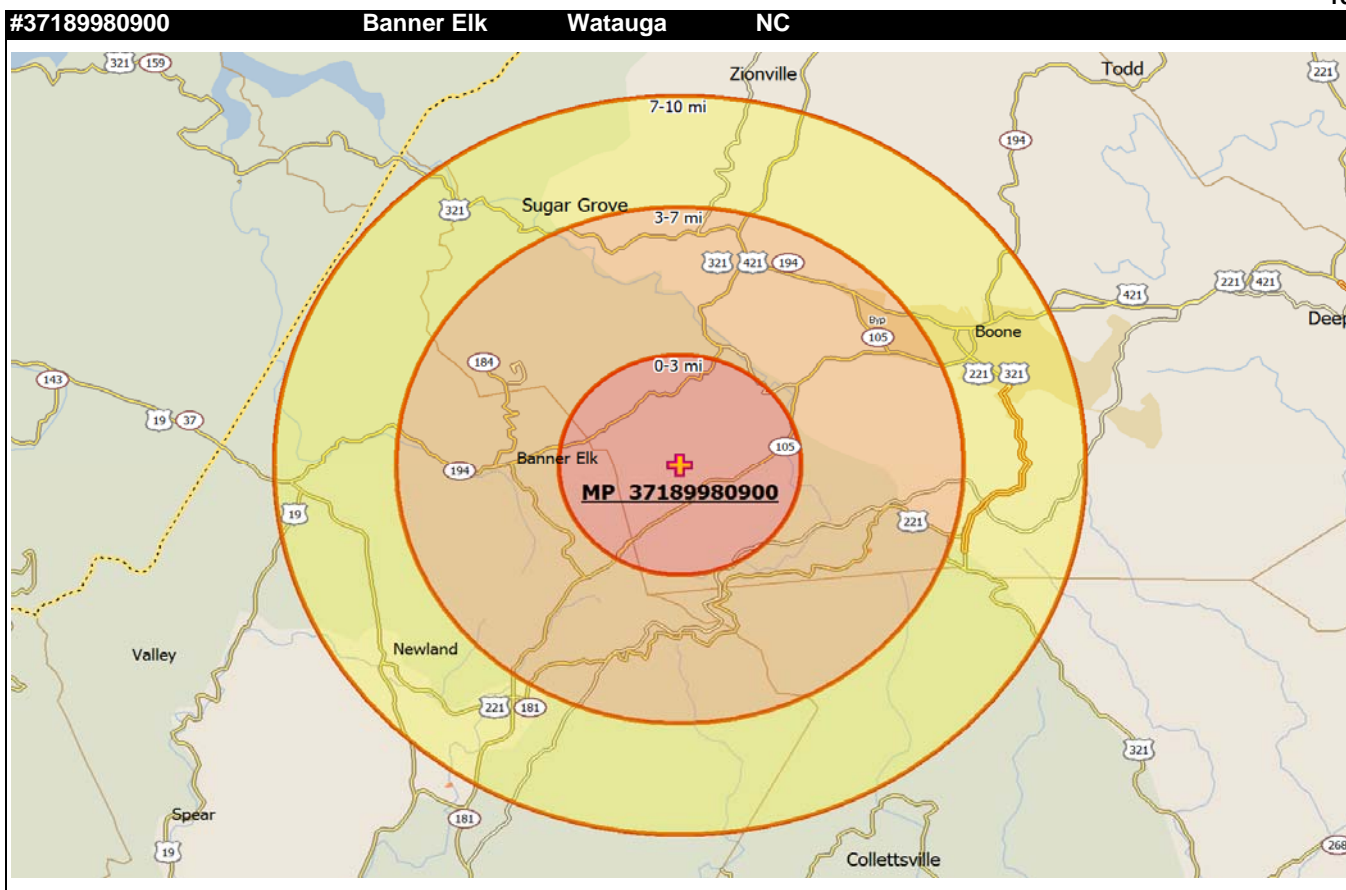 #37189980900 Banner Elk Watauga NC
321 159
Zionville
Todd
221
7-10 mi
194
321
Sugar Grove
3-7 mi
321 421 194
221 421
421
Deep
Byp
105
Boone
184
0-3 mi
221 321
143
19 37
105
Banner Elk
194
MP 37189980900
19
221
Valley
Newland
221 181
321
Spear
181
19
Collettsville
268